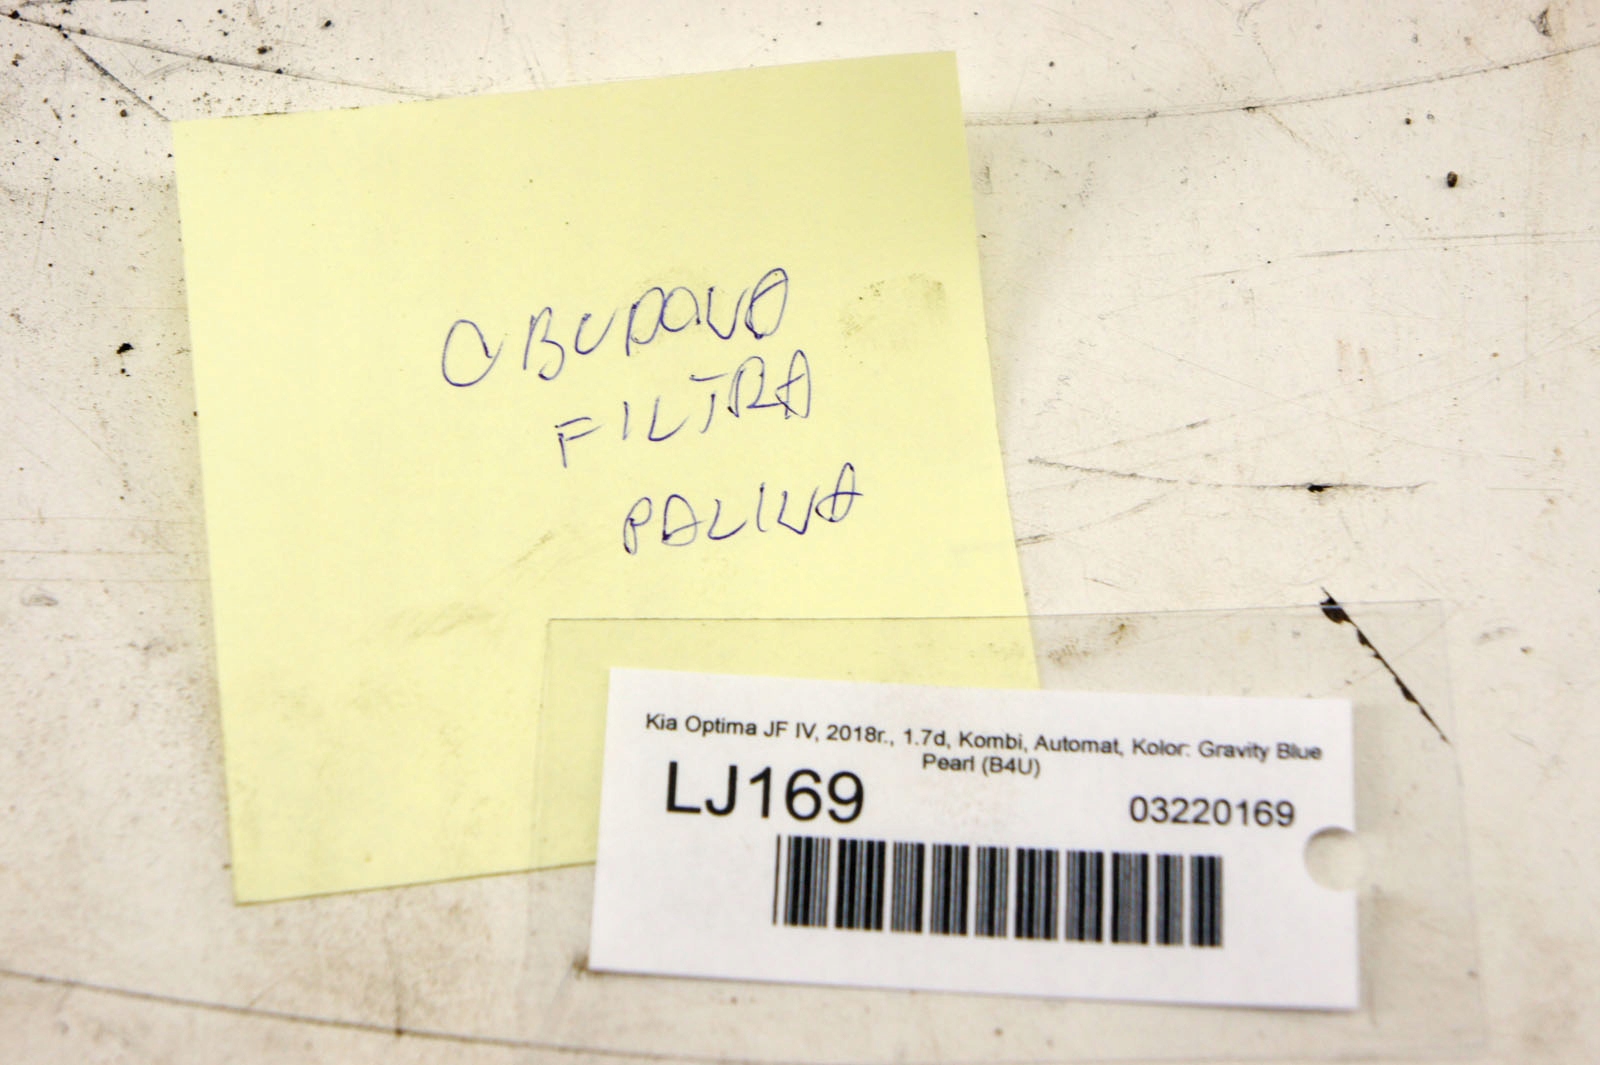 OBUDOWA
FILTRA
PALIWA
Kia Optima JF IV, 2018r., 1.7d, Kombi, Automat, Kolor: Gravity Blue
Pearl (B4U)
LJ169
03220169